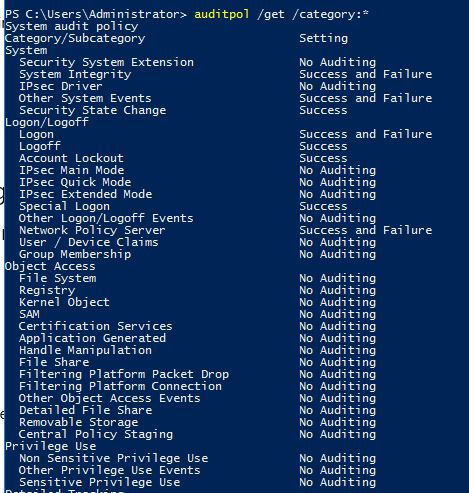 PS C:\Users\Administrator> auditpol /get /category:*
System audit policy
Category/Subcategory                      Setting
System
  Security System Extension               No Auditing
  System Integrity                        Success and Failure
  IPsec Driver                            No Auditing
  Other System Events                     Success and Failure
  Security State Change                   Success
Logon/Logoff
  Logon                                   Success and Failure
  Logoff                                  Success
  Account Lockout                         Success
  IPsec Main Mode                         No Auditing
  IPsec Quick Mode                        No Auditing
  IPsec Extended Mode                     No Auditing
  Special Logon                           Success
  Other Logon/Logoff Events               No Auditing
  Network Policy Server                   Success and Failure
  User / Device Claims                    No Auditing
  Group Membership                        No Auditing
Object Access
  File System                             No Auditing
  Registry                                No Auditing
  Kernel Object                           No Auditing
  SAM                                     No Auditing
  Certification Services                  No Auditing
  Application Generated                   No Auditing
  Handle Manipulation                     No Auditing
  File Share                              No Auditing
  Filtering Platform Packet Drop          No Auditing
  Filtering Platform Connection           No Auditing
  Other Object Access Events              No Auditing
  Detailed File Share                     No Auditing
  Removable Storage                       No Auditing
  Central Policy Staging                  No Auditing
Privilege Use
  Non Sensitive Privilege Use             No Auditing
  Other Privilege Use Events              No Auditing
  Sensitive Privilege Use                 No Auditing